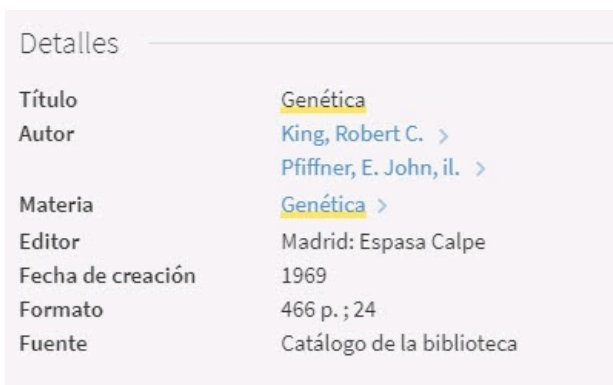 Detalles
Título Genética
Autor King, Robert C. >
Pfiffner, E. John, il. >
Materia Genética >
Editor Madrid: Espasa Calpe
Fecha de creación 1969
Formato 466 p. ; 24
Fuente Catálogo de la biblioteca